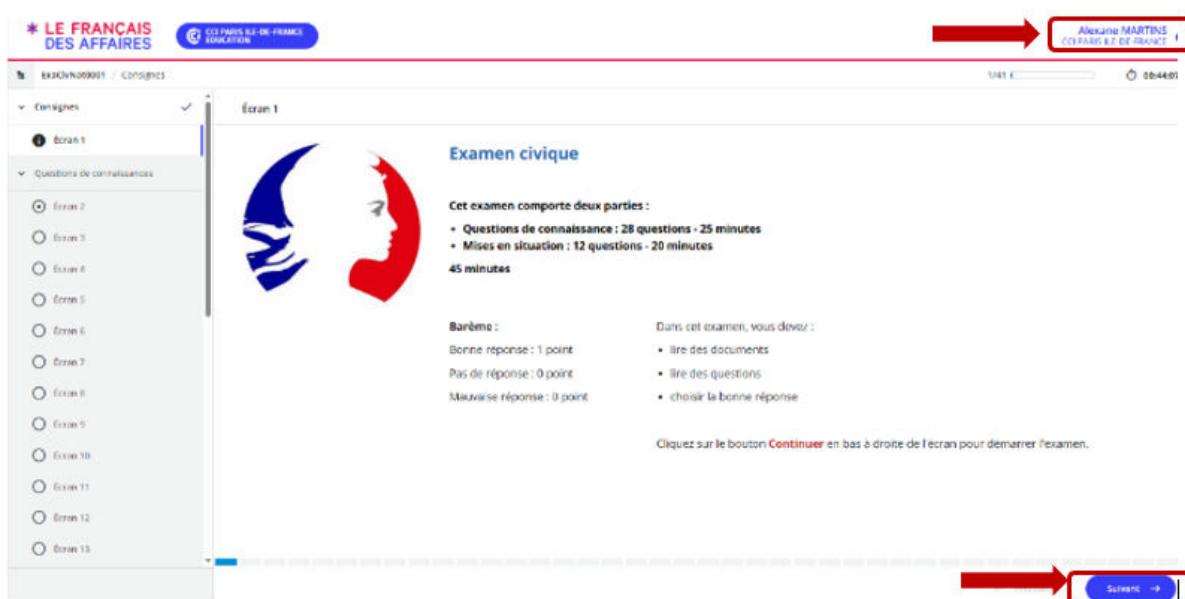 LE FRANÇAIS
DES AFFAIRES
CCI PARIS ILE-DE-FRANCE
EDUCATION
Alexane MARTINS
CCI PARIS ILE-DE-FRANCE
/ Consignes
1/41
Consignes
Écran 1
Écran 1
Questions de connaissances
Écran 2
Écran 3
Écran 4
Écran 5
Écran 6
Écran 7
Écran 8
Écran 9
Écran 10
Écran 11
Écran 12
Écran 13
Examen civique
Cet examen comporte deux parties :
• Questions de connaissance : 28 questions - 25 minutes
• Mises en situation : 12 questions - 20 minutes
45 minutes
Barème :
Bonne réponse : 1 point
Pas de réponse : 0 point
Mauvaise réponse : 0 point
Dans cet examen, vous devez :
• lire des documents
• lire des questions
• choisir la bonne réponse
Cliquez sur le bouton Continuer en bas à droite de l'écran pour démarrer l'examen.
Suivant →